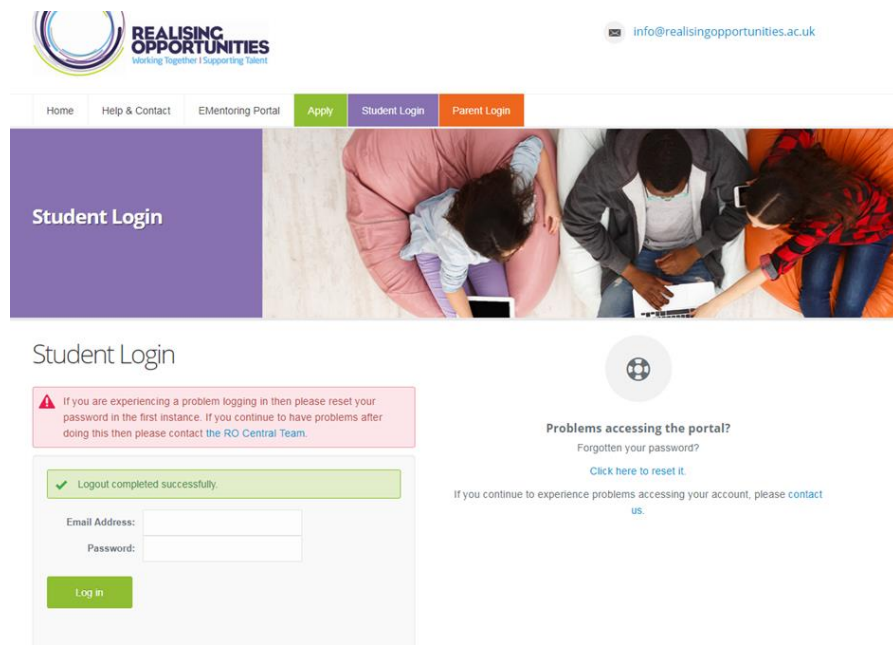 REALISING
OPPORTUNITIES
Working Together | Supporting Talent
info@realisingopportunities.ac.uk
Home Help & Contact EMentoring Portal Apply Student Login Parent Login
Student Login
Student Login
If you are experiencing a problem logging in then please reset your
password in the first instance. If you continue to have problems after
doing this then please contact the RO Central Team.
Logout completed successfully.
Email Address:
Password:
Log in
Problems accessing the portal?
Forgotten your password?
Click here to reset it.
If you continue to experience problems accessing your account, please contact
us.